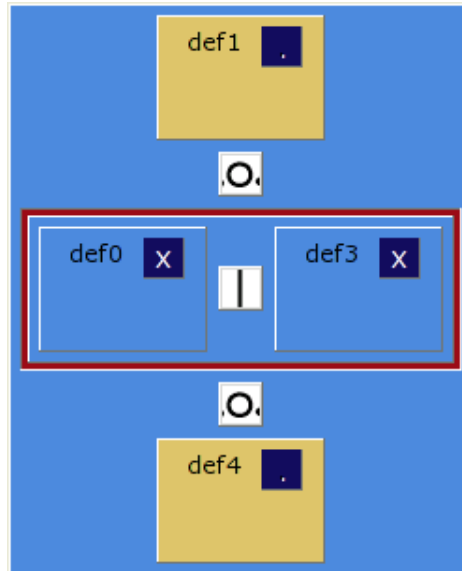 def1 .
.O.
def0 x | def3 x
.O.
def4 .